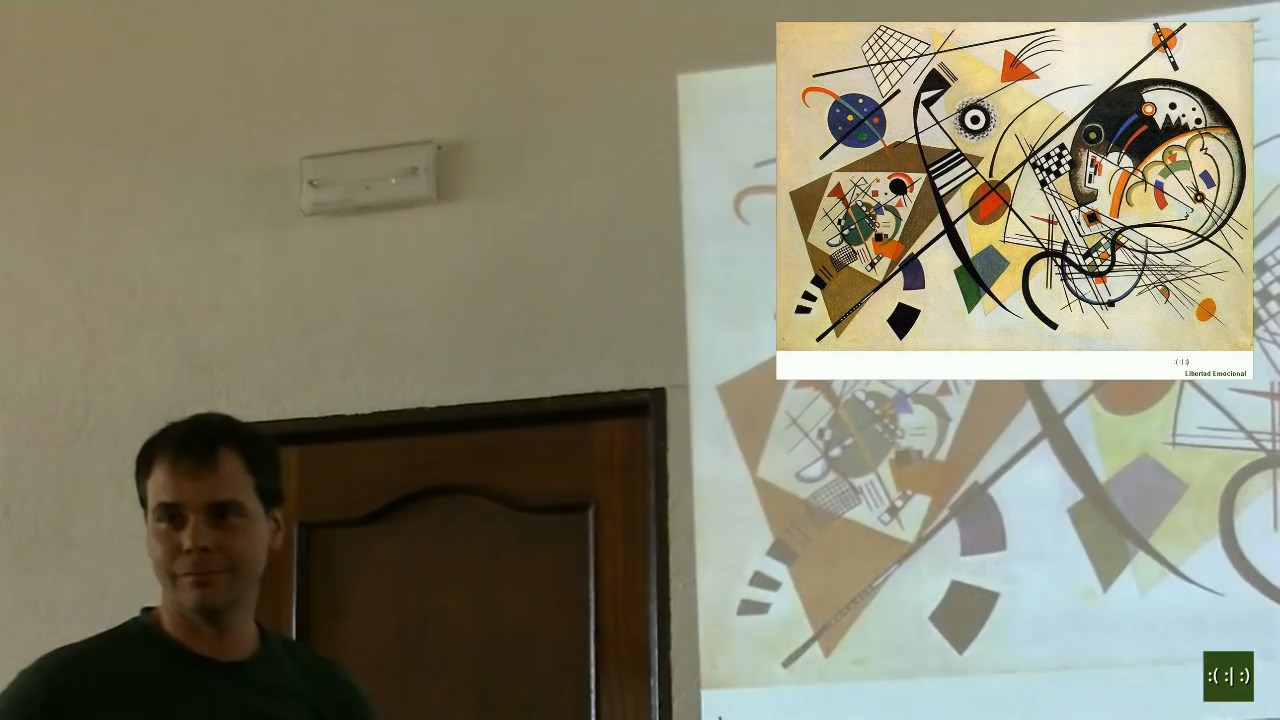 :( :| :)
Libertad Emocional
:( :| :)